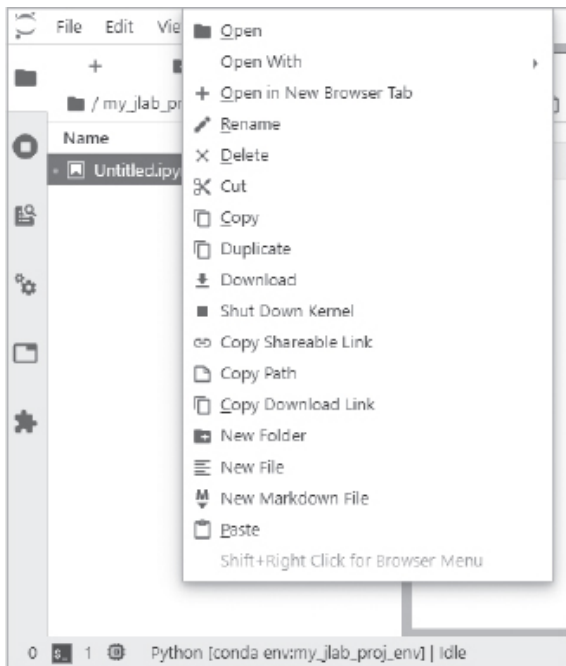 File Edit Vie
Open
Open With
+ Open in New Browser Tab
/ my_jlab_pr
Rename
Name
Delete
Untitled.ipy
Cut
Copy
Duplicate
Download
Shut Down Kernel
Copy Shareable Link
Copy Path
Copy Download Link
New Folder
New File
New Markdown File
Paste
Shift+Right Click for Browser Menu
0 $_ 1 Python [conda env:my_jlab_proj_env] | Idle